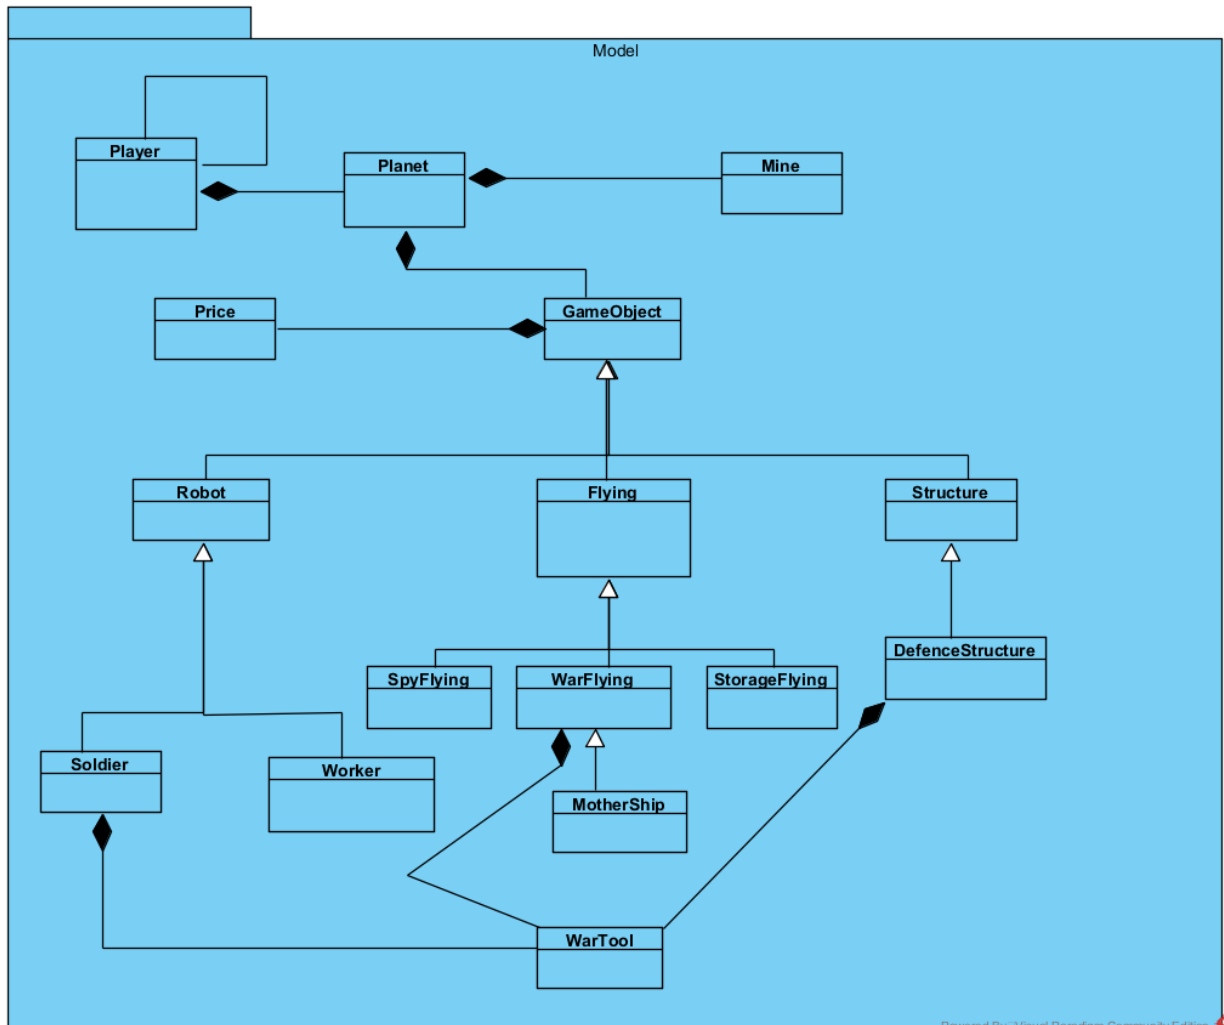 Model
Player
Planet
Mine
Price
GameObject
Robot
Flying
Structure
DefenceStructure
SpyFlying
WarFlying
StorageFlying
Soldier
Worker
MotherShip
WarTool